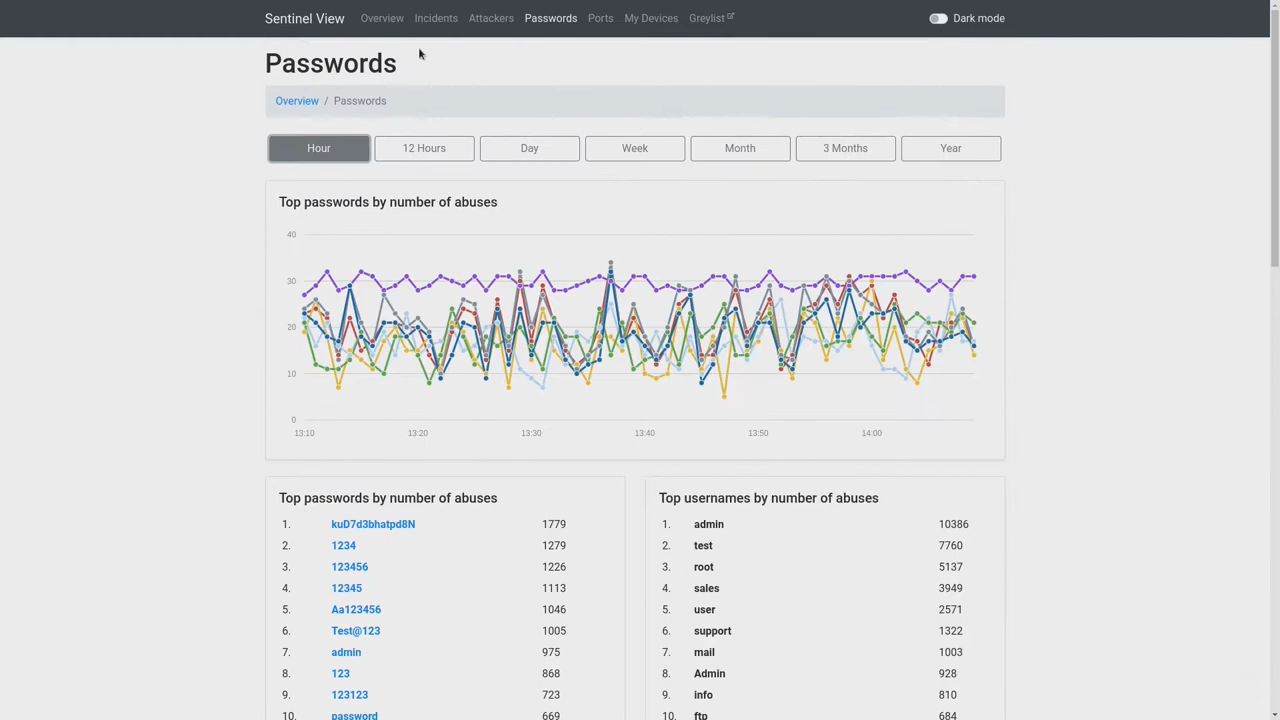 Sentinel View Overview Incidents Attackers Passwords Ports My Devices Greylist Dark mode
Passwords
Overview / Passwords
Hour 12 Hours Day Week Month 3 Months Year
Top passwords by number of abuses
40
30
20
10
0
13:10 13:20 13:30 13:40 13:50 14:00
Top passwords by number of abuses
1. kuD7d3bhatpd8N 1779
2. 1234 1279
3. 123456 1226
4. 12345 1113
5. Aa123456 1046
6. Test@123 1005
7. admin 975
8. 123 868
9. 123123 723
10. password 669
Top usernames by number of abuses
1. admin 10386
2. test 7760
3. root 5137
4. sales 3949
5. user 2571
6. support 1322
7. mail 1003
8. Admin 928
9. info 810
10. ftp 684